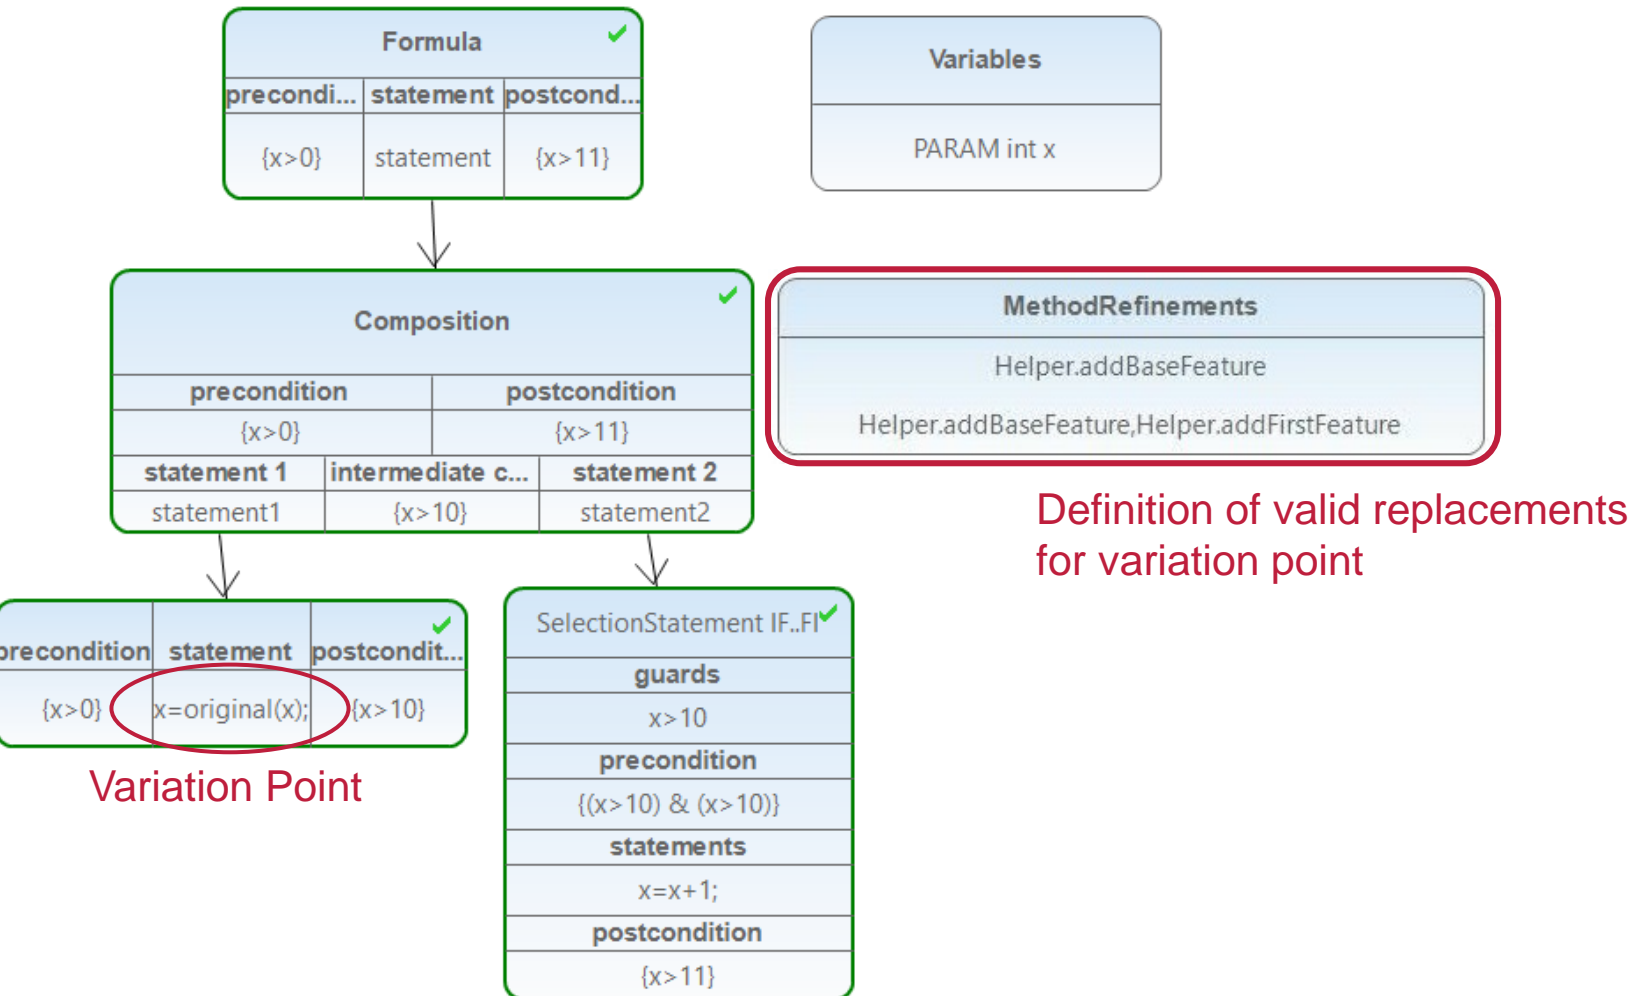 Formula
precondi... statement postcond...
{x>0} statement {x>11}
Variables
PARAM int x
Composition
precondition postcondition
{x>0} {x>11}
statement 1 intermediate c... statement 2
statement1 {x>10} statement2
MethodRefinements
Helper.addBaseFeature
Helper.addBaseFeature,Helper.addFirstFeature
Definition of valid replacements
for variation point
precondition statement postcondit...
{x>0} x=original(x); {x>10}
Variation Point
SelectionStatement IF..FI
guards
x>10
precondition
{(x>10) & (x>10)}
statements
x=x+1;
postcondition
{x>11}